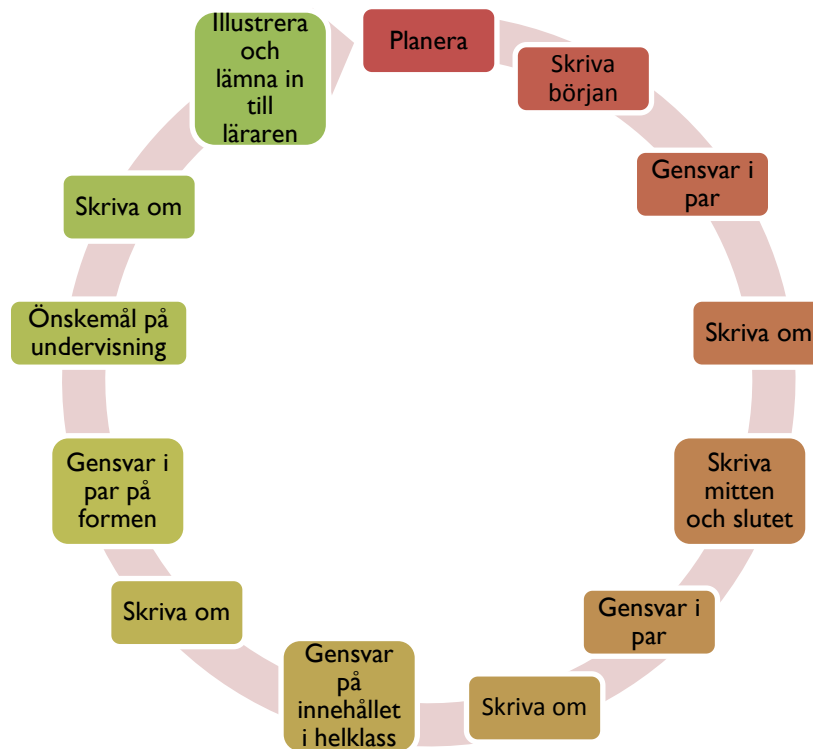 Planera
Skriva
början
Gensvar i
par
Skriva om
Skriva
mitten
och slutet
Gensvar i
par
Skriva om
Gensvar
på
innehållet
i helklass
Skriva om
Gensvar i
par på
formen
Önskemål på
undervisning
Skriva om
Illustrera
och
lämna in
till
läraren